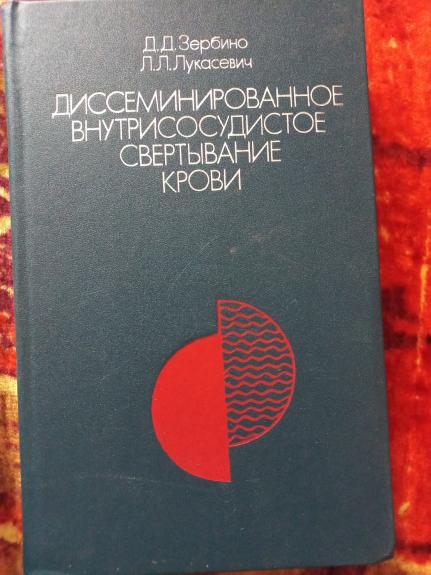 Д.Д.Зербино
Л.Л.Лукасевич
ДИССЕМИНИРОВАННОЕ
ВНУТРИСОСУДИСТОЕ
СВЕРТЫВАНИЕ
КРОВИ